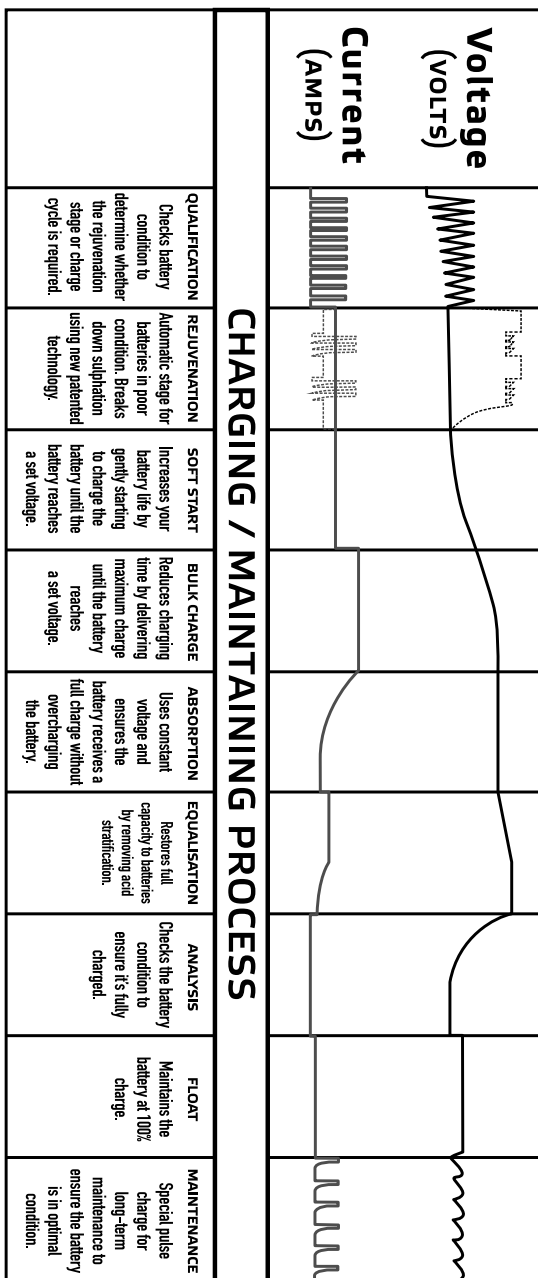 Voltage
(VOLTS)
Current
(AMPS)
CHARGING / MAINTAINING PROCESS
QUALIFICATION
Checks battery
condition to
determine whether
the rejuvenation
stage or charge
cycle is required.
REJUVENATION
Automatic stage for
batteries in poor
condition. Breaks
down sulphation
using new patented
technology.
SOFT START
Increases your
battery life by
gently starting
to charge the
battery until the
battery reaches
a set voltage.
BULK CHARGE
Reduces charging
time by delivering
maximum charge
until the battery
reaches
a set voltage.
ABSORPTION
Uses constant
voltage and
ensures the
battery receives a
full charge without
overcharging
the battery.
EQUALISATION
Restores full
capacity to batteries
by removing acid
stratification.
ANALYSIS
Checks the battery
condition to
ensure it's fully
charged.
FLOAT
Maintains the
battery at 100%
charge.
MAINTENANCE
Special pulse
charge for
long-term
maintenance to
ensure the battery
is in optimal
condition.